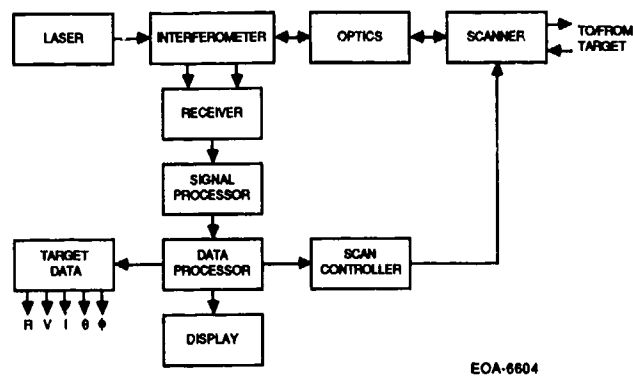 LASER
INTERFEROMETER
OPTICS
SCANNER
TO/FROM
TARGET
RECEIVER
SIGNAL
PROCESSOR
TARGET
DATA
DATA
PROCESSOR
SCAN
CONTROLLER
R V I θ Φ
DISPLAY
EOA-6604